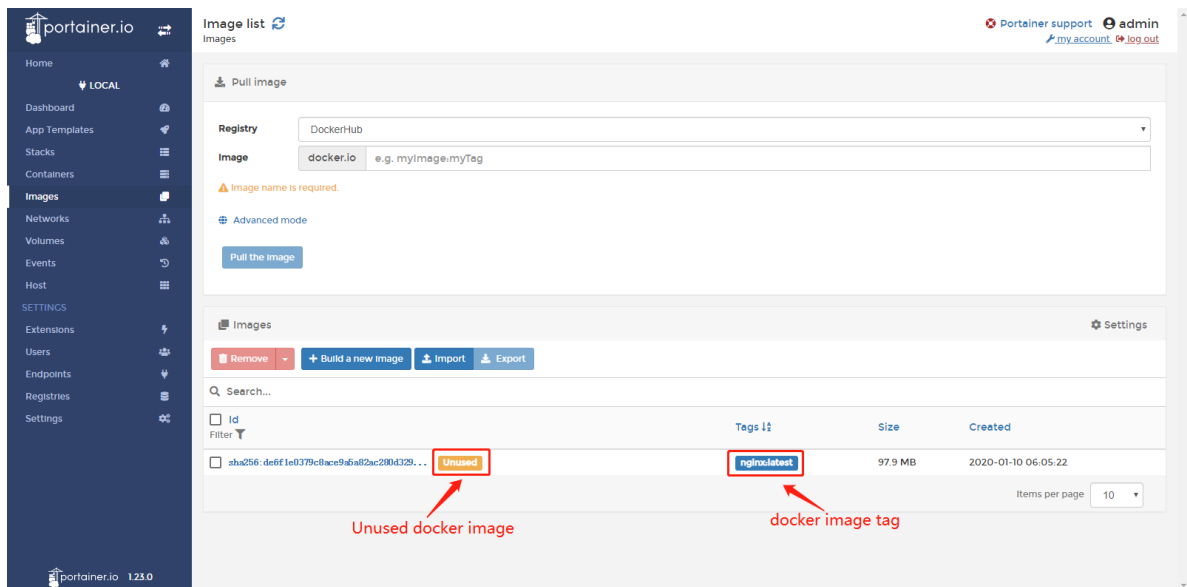 portainer.io
Image list
Portainer support admin
Images
my account log out
Home
LOCAL
Dashboard
App Templates
Stacks
Containers
Images
Networks
Volumes
Events
Host
SETTINGS
Extensions
Users
Endpoints
Registries
Settings
portainer.io 1.23.0
Pull image
Registry DockerHub
Image docker.io e.g. myImage:myTag
Image name is required.
Advanced mode
Pull the image
Images Settings
Remove + Build a new image Import Export
Search...
Id Tags Size Created
Filter
sha256:de6f1e0379c8ace9a5a82ac280d329... Unused nginx:latest 97.9 MB 2020-01-10 06:05:22
Items per page 10
Unused docker image
docker image tag